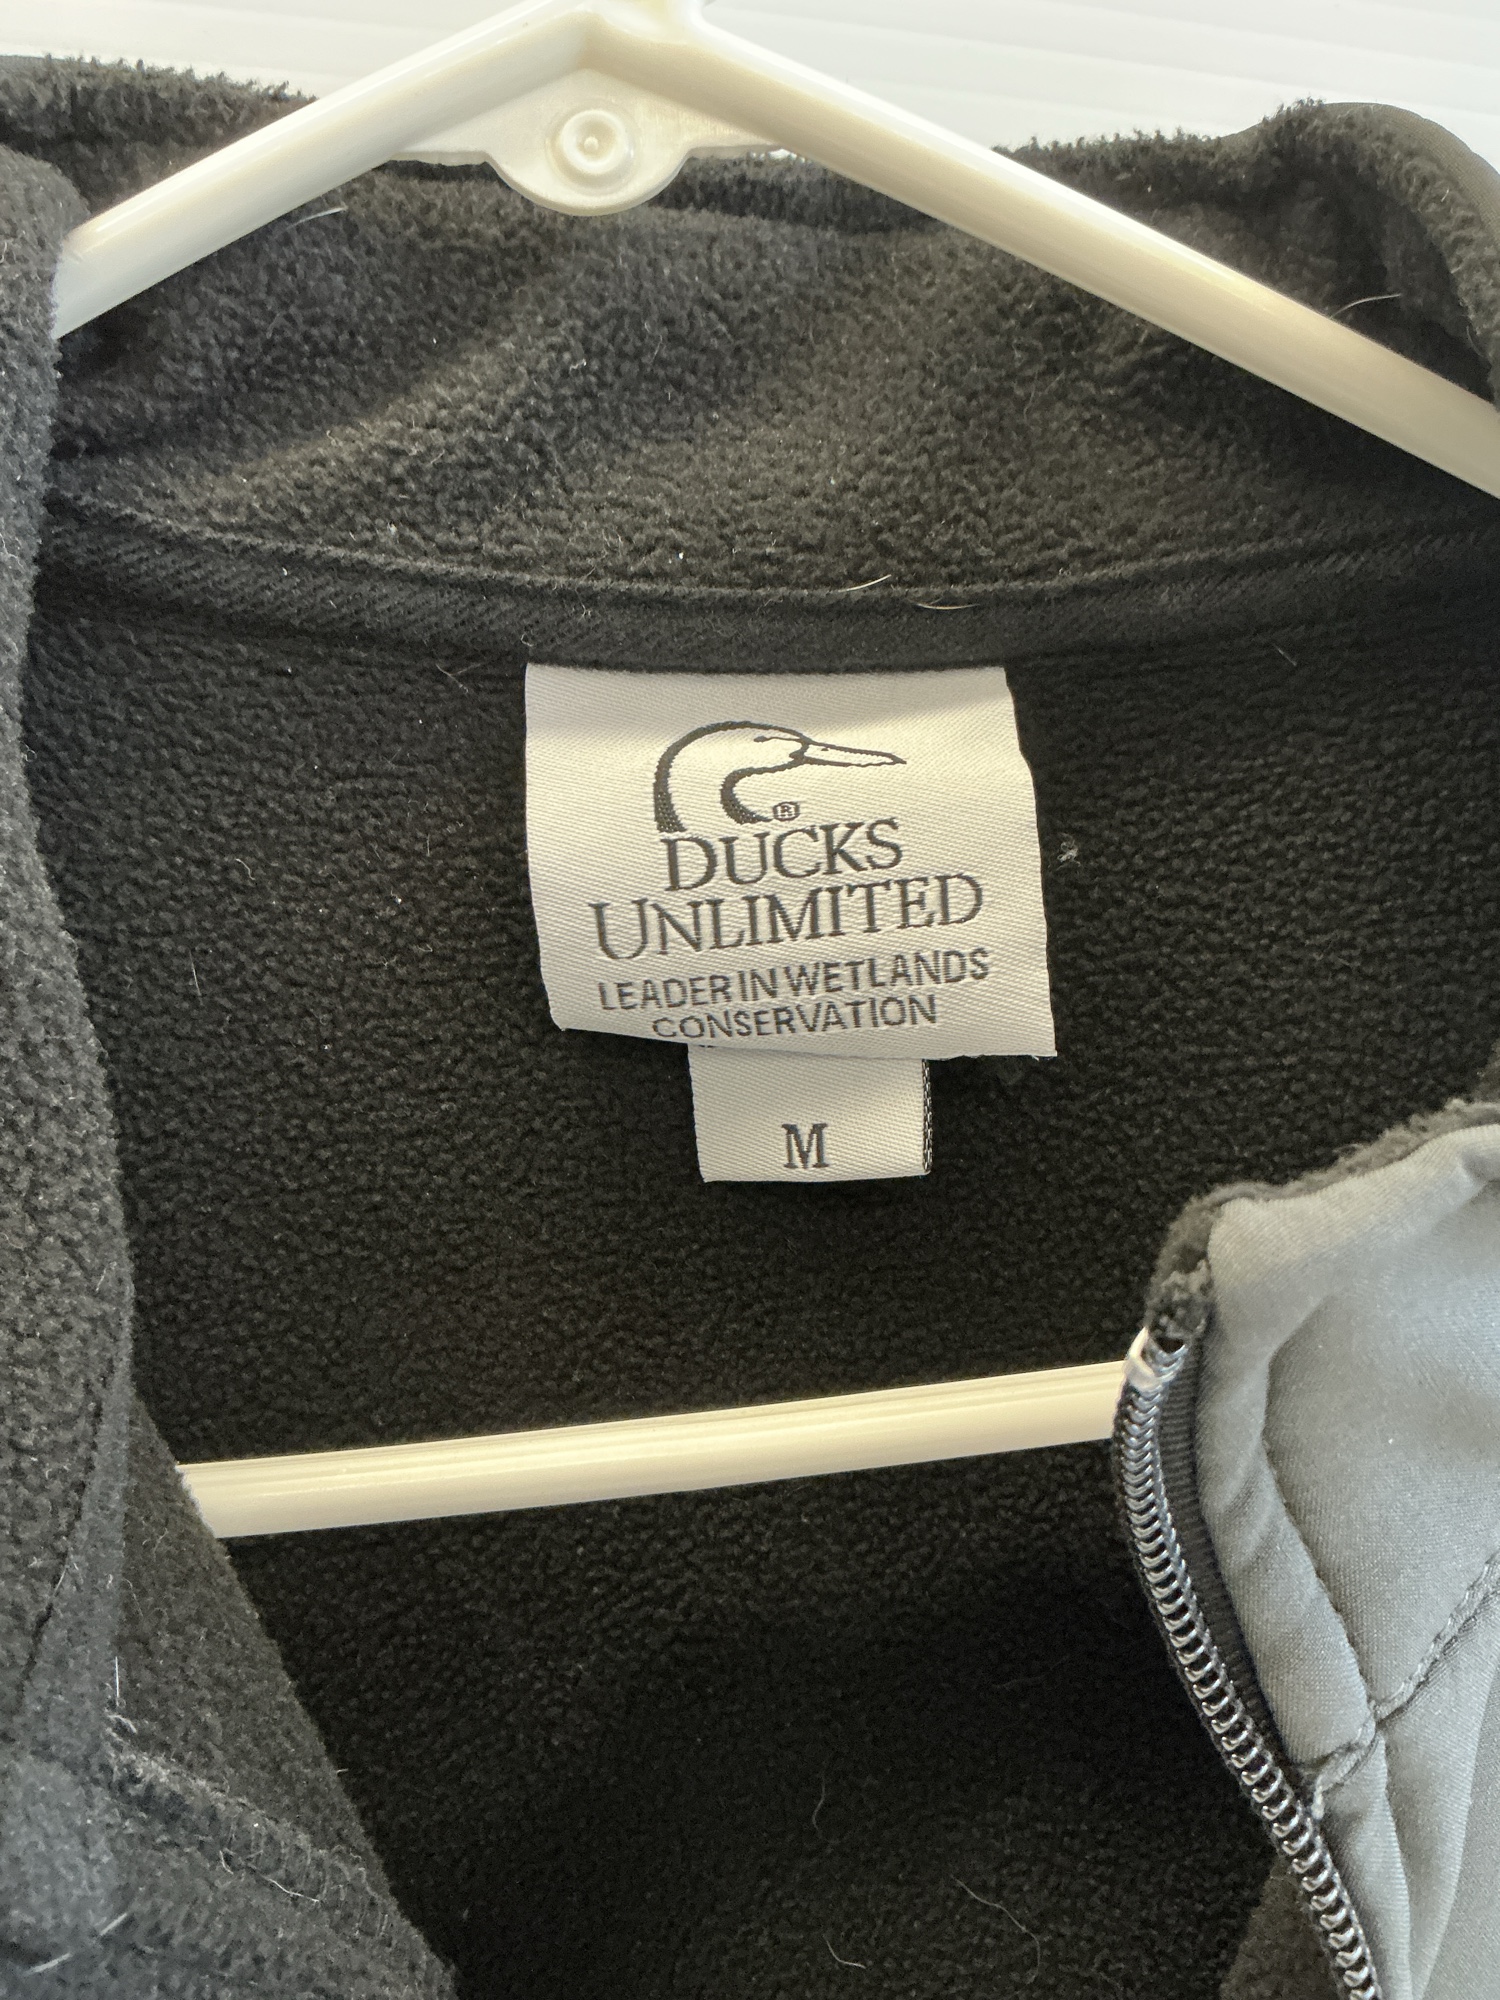 ®
DUCKS
UNLIMITED
LEADER IN WETLANDS
CONSERVATION
M